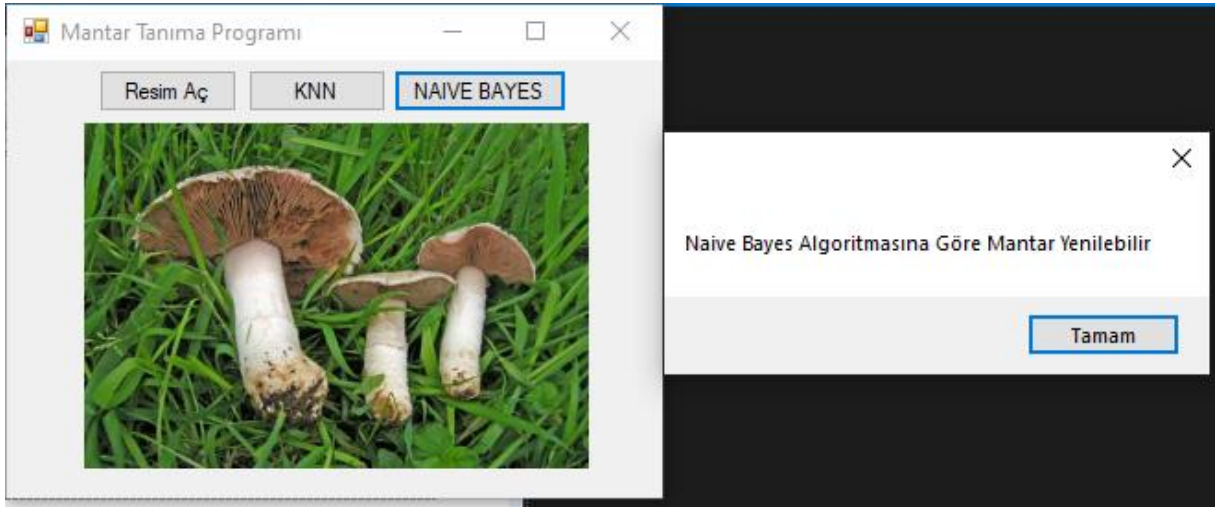 Mantar Tanıma Programı
Resim Aç
KNN
NAIVE BAYES
Naive Bayes Algoritmasına Göre Mantar Yenilebilir
Tamam